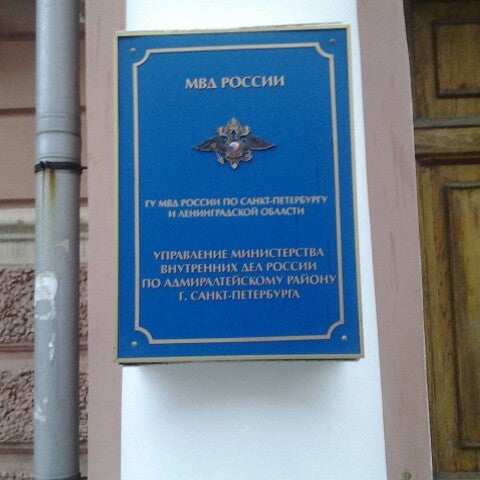 МВД РОССИИ
ГУ МВД РОССИИ ПО САНКТ-ПЕТЕРБУРГУ
И ЛЕНИНГРАДСКОЙ ОБЛАСТИ
УПРАВЛЕНИЕ МИНИСТЕРСТВА
ВНУТРЕННИХ ДЕЛ РОССИИ
ПО АДМИРАЛТЕЙСКОМУ РАЙОНУ
Г. САНКТ-ПЕТЕРБУРГА